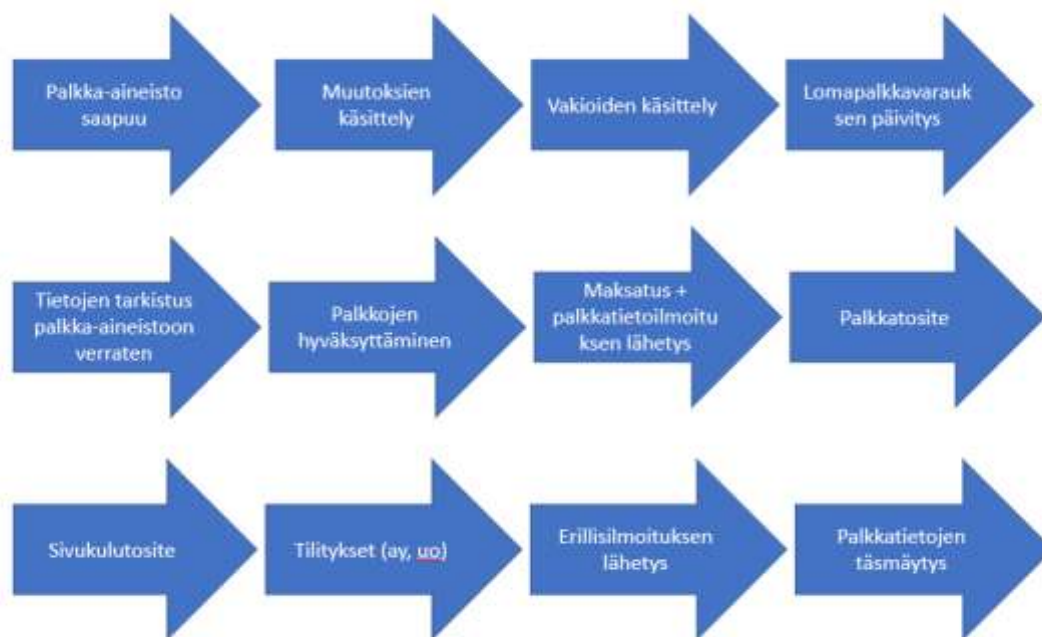 Palkka-aineisto
saapuu
Muutoksien
käsittely
Vakioiden käsittely
Lomapalkkavarauk
sen päivitys
Tietojen tarkistus
palkka-aineistoon
verraten
Palkkojen
hyväksyttäminen
Maksatus +
palkkatietoilmoitu
ksen lähetys
Palkkatosite
Sivukulutosite
Tilitykset (ay, uo)
Erillisilmoituksen
lähetys
Palkkatietojen
täsmäytys